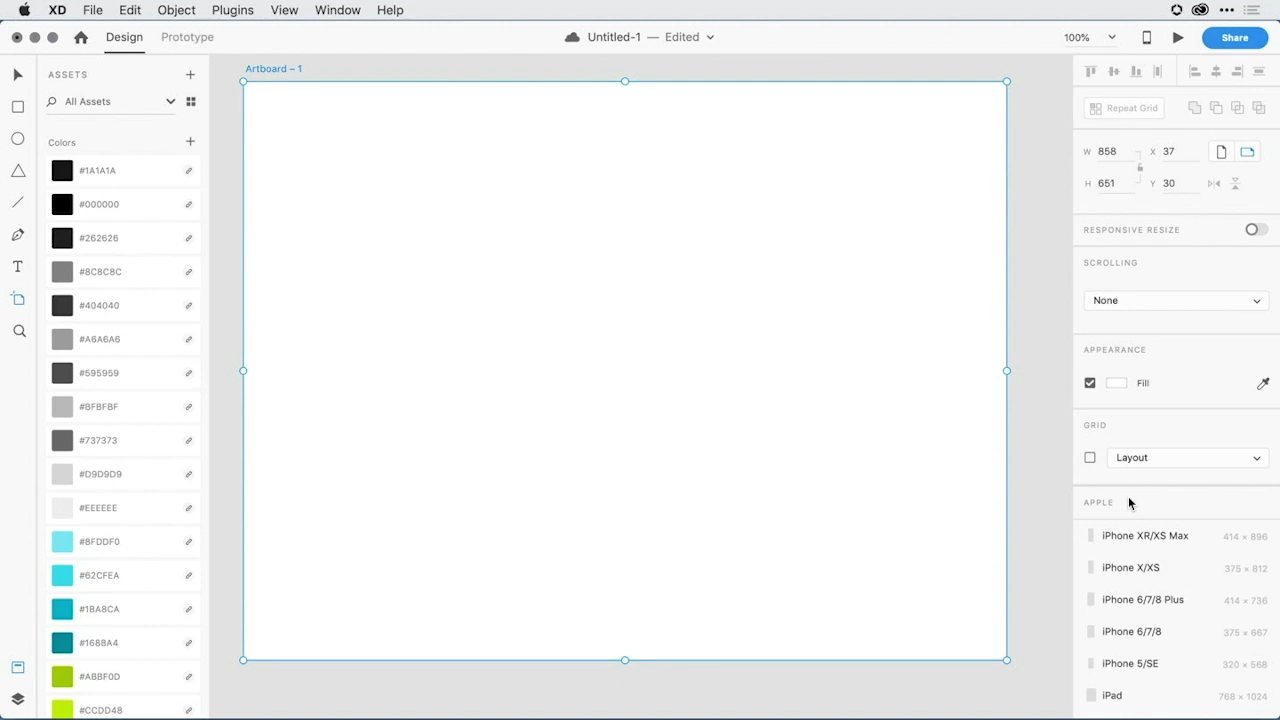 XD File Edit Object Plugins View Window Help
Design Prototype
Untitled-1 — Edited
100%
Share
ASSETS
All Assets
Colors
#1A1A1A
#000000
#262626
#8C8C8C
#404040
#A6A6A6
#595959
#BFBFBF
#737373
#D9D9D9
#EEEEEE
#8FDDF0
#62CFEA
#1BA8CA
#1688A4
#ABBF0D
#CCDD48
Artboard – 1
Repeat Grid
W 858 X 37
H 651 Y 30
RESPONSIVE RESIZE
SCROLLING
None
APPEARANCE
Fill
GRID
Layout
APPLE
iPhone XR/XS Max 414 × 896
iPhone X/XS 375 × 812
iPhone 6/7/8 Plus 414 × 736
iPhone 6/7/8 375 × 667
iPhone 5/SE 320 × 568
iPad 768 × 1024